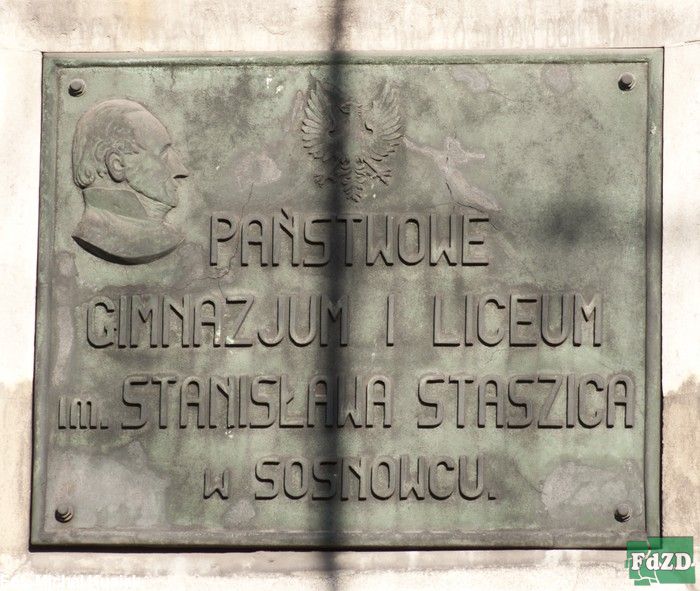 PAŃSTWOWE
GIMNAZJUM I LICEUM
im. STANISŁAWA STASZICA
w SOSNOWCU.
FdZD